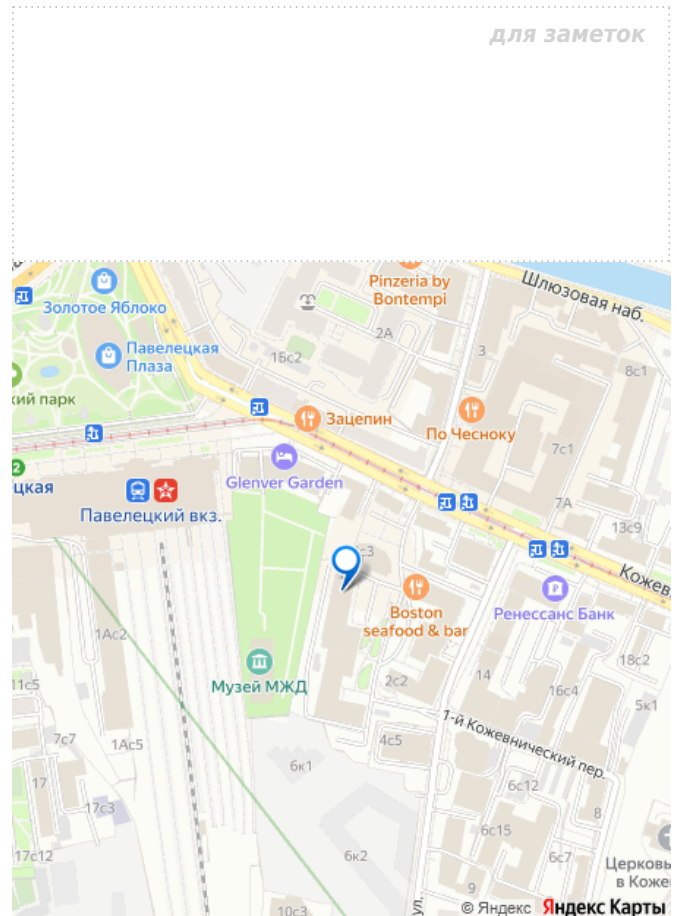 для заметок
Pinzeria by
Bontempi
Шлюзовая наб.
Золотое Яблоко
2А
3
Павелецкая
Плаза
16с2
8с1
кий парк
Зацепин
По Чесноку
7с1
2
цкая
Glenver Garden
7А
Павелецкий вкз.
13с9
с3
Кожев
Boston
seafood & bar
Ренессанс Банк
1Ас2
18с2
Музей МЖД
2с2
14
11с5
16с4
5к1
1-й Кожевнический пер.
7с7
1Ас5
4с5
6к1
17
6с12
17с3
8
6с15
17с12
6к2
6с7
Церковь
в Коже
9
ул.
10с3
© Яндекс Яндекс Карты